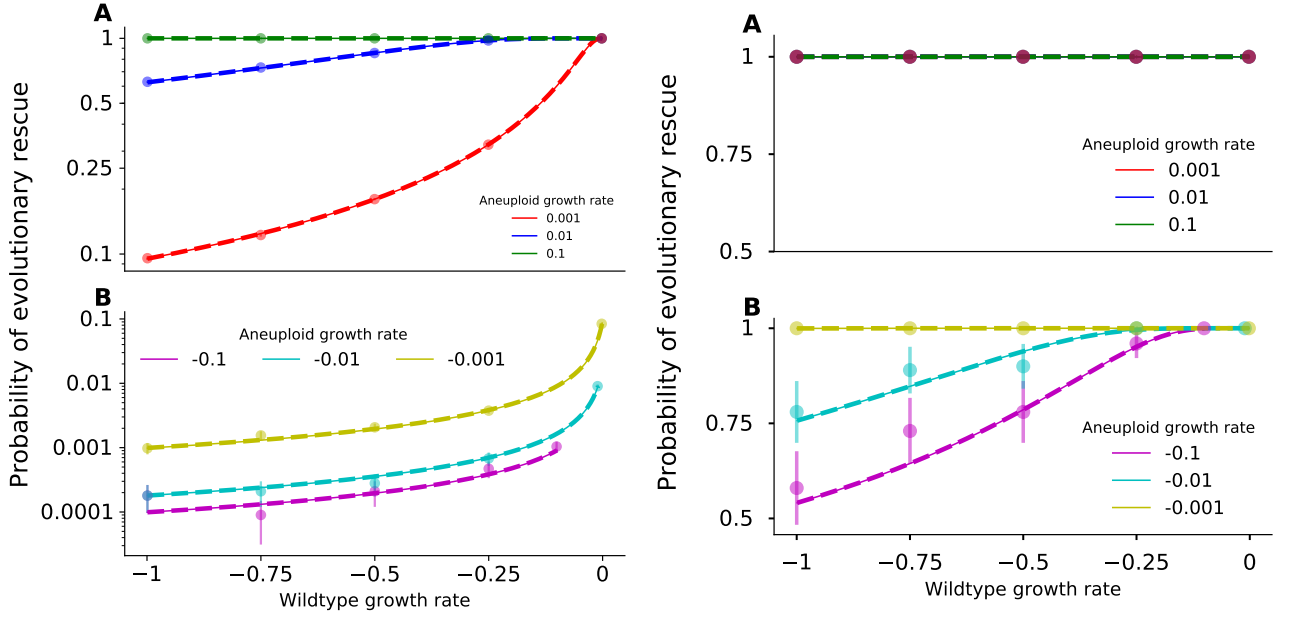 A
1
0.5
0.25
0.1
Aneuploid growth rate
0.001
0.01
0.1
B
0.1
0.01
0.001
0.0001
Aneuploid growth rate
-0.1 -0.01 -0.001
−1 −0.75 −0.5 −0.25 0
Wildtype growth rate
Probability of evolutionary rescue
A
1
0.75
0.5
Aneuploid growth rate
0.001
0.01
0.1
B
1
0.75
0.5
Aneuploid growth rate
-0.1
-0.01
-0.001
−1 −0.75 −0.5 −0.25 0
Wildtype growth rate
Probability of evolutionary rescue